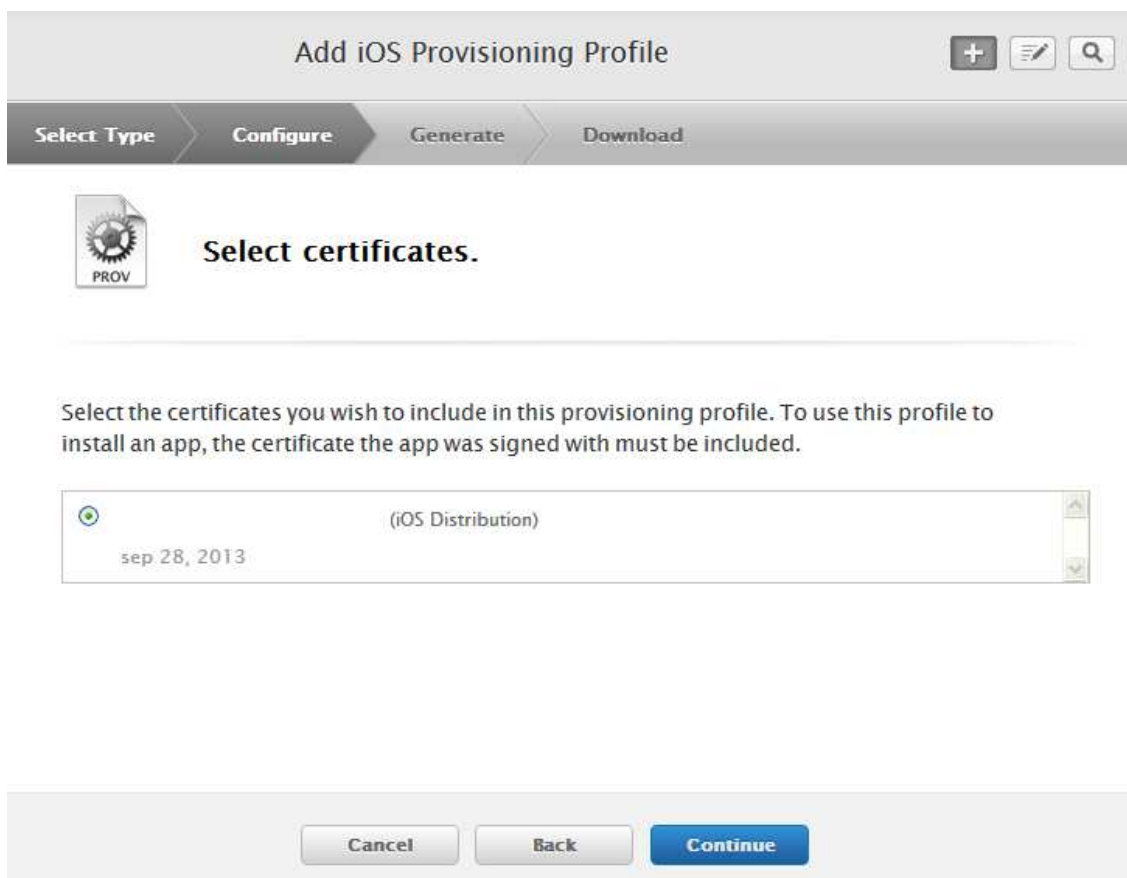 Add iOS Provisioning Profile
Select Type Configure Generate Download
PROV
Select certificates.
Select the certificates you wish to include in this provisioning profile. To use this profile to
install an app, the certificate the app was signed with must be included.
(iOS Distribution)
sep 28, 2013
Cancel Back Continue